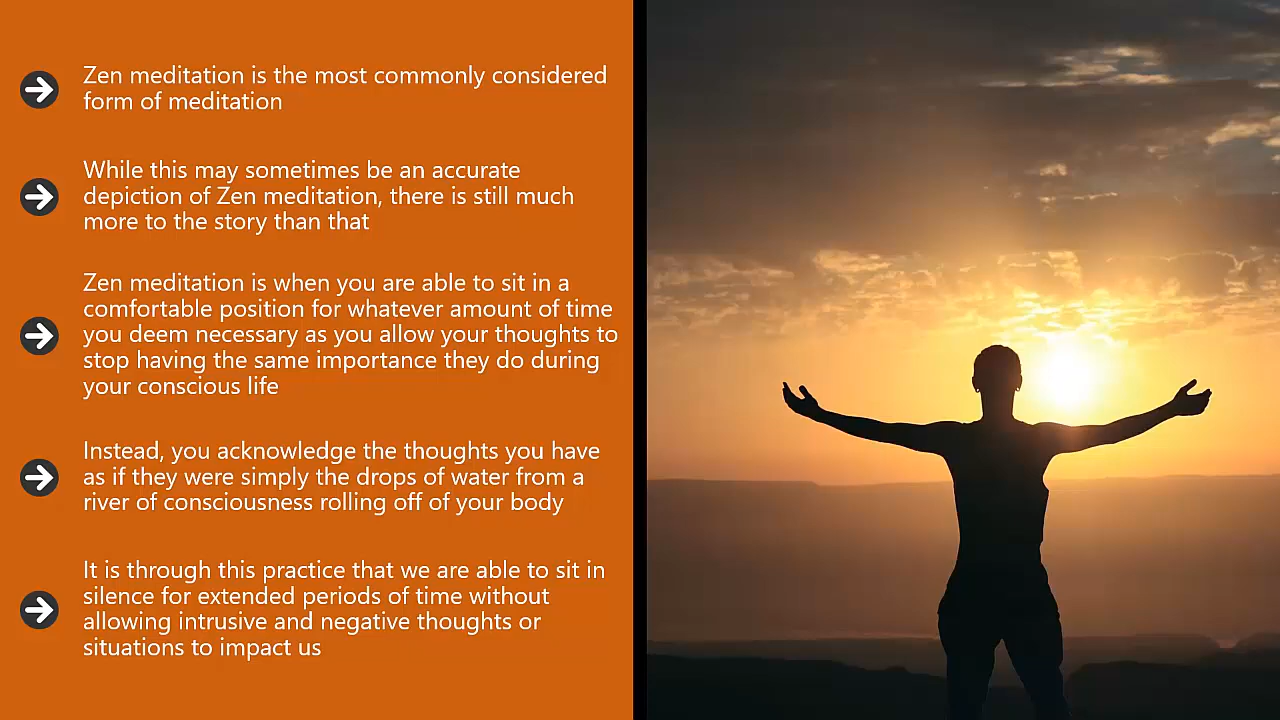 Zen meditation is the most commonly considered
form of meditation
While this may sometimes be an accurate
depiction of Zen meditation, there is still much
more to the story than that
Zen meditation is when you are able to sit in a
comfortable position for whatever amount of time
you deem necessary as you allow your thoughts to
stop having the same importance they do during
your conscious life
Instead, you acknowledge the thoughts you have
as if they were simply the drops of water from a
river of consciousness rolling off of your body
It is through this practice that we are able to sit in
silence for extended periods of time without
allowing intrusive and negative thoughts or
situations to impact us